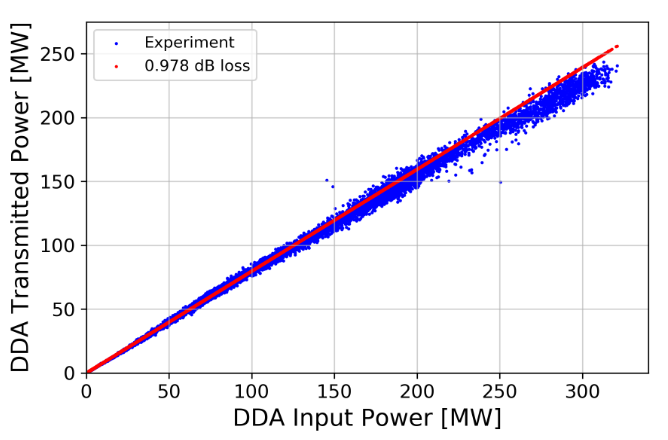 Experiment
0.978 dB loss
DDA Transmitted Power [MW]
250
200
150
100
50
0
0 50 100 150 200 250 300
DDA Input Power [MW]